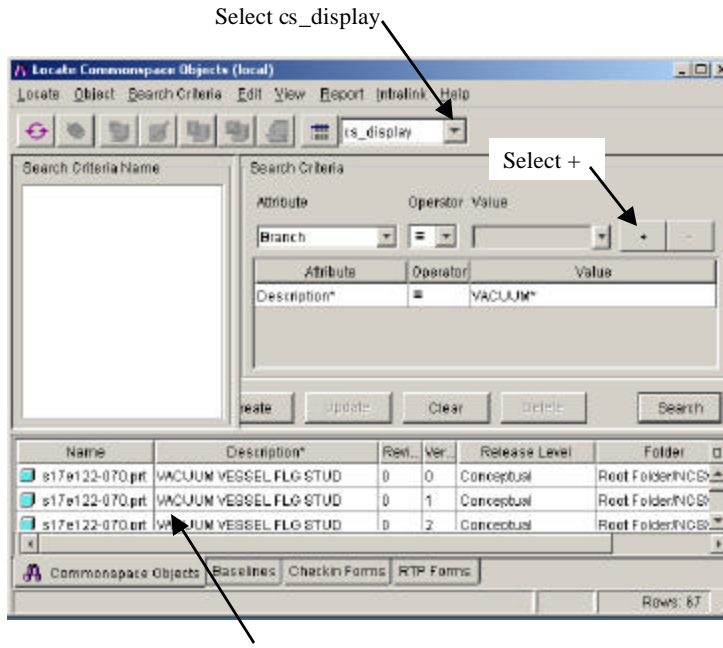 Select cs_display
Locate Commonspace Objects (local)
Locate Object Search Criteria Edit View Report Intralink Help
cs_display
Select +
Search Criteria Name
Search Criteria
Attribute Operator Value
Branch = + -
Attribute Operator Value
Description* = VACUUM*
reate Update Clear Delete Search
Name Description* Revi... Ver... Release Level Folder
s17e122-070.prt VACUUM VESSEL FLG STUD 0 0 Conceptual Root Folder/NCSX
s17e122-070.prt VACUUM VESSEL FLG STUD 0 1 Conceptual Root Folder/NCSX
s17e122-070.prt VACUUM VESSEL FLG STUD 0 2 Conceptual Root Folder/NCSX
Commonspace Objects Baselines Checkin Forms RTP Forms
Rows: 67